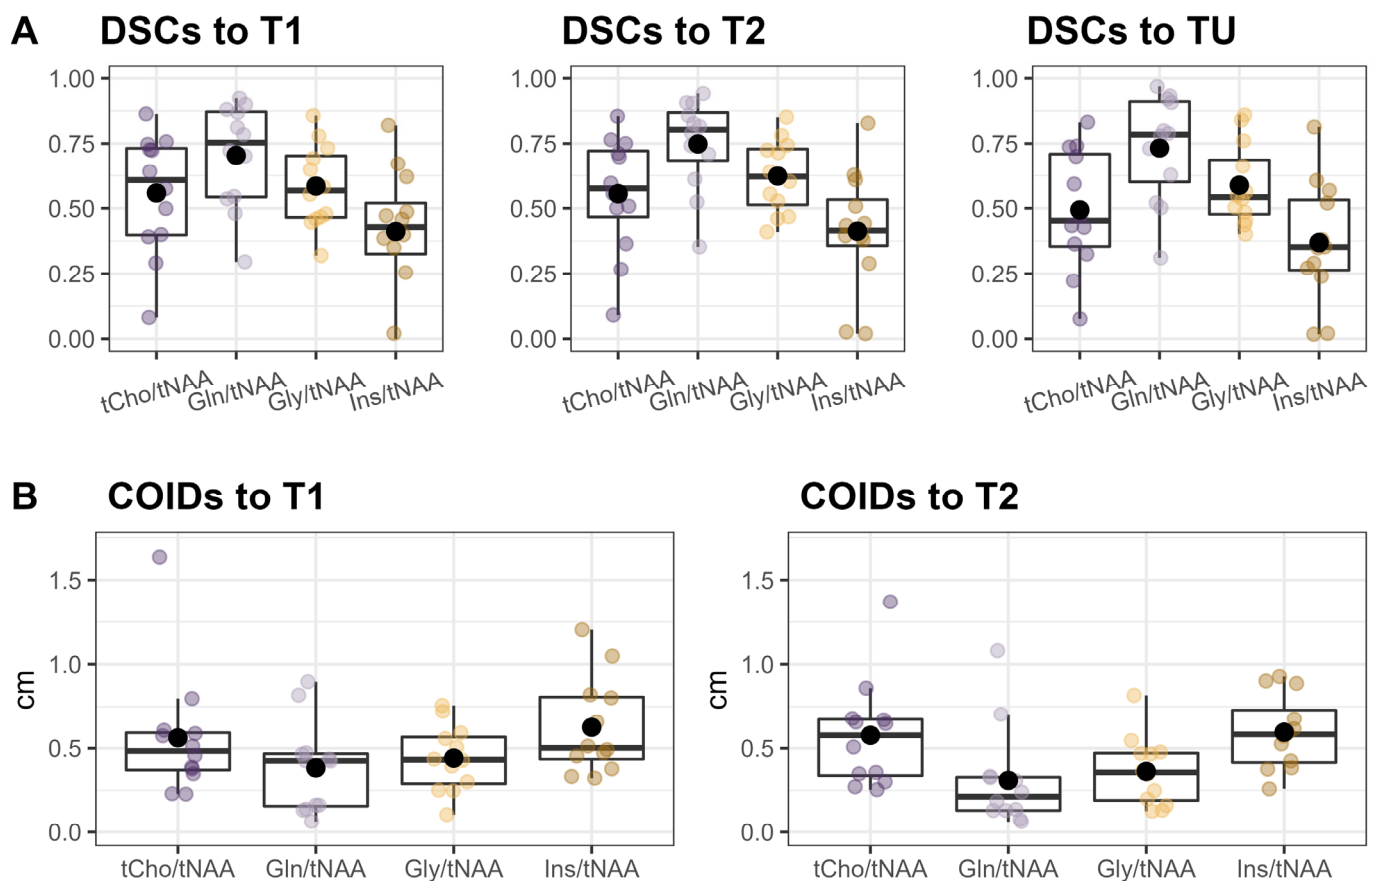 A DSCs to T1 DSCs to T2 DSCs to TU
1.00 1.00 1.00
0.75 0.75 0.75
0.50 0.50 0.50
0.25 0.25 0.25
0.00 0.00 0.00
tCho/tNAA Gln/tNAA Gly/tNAA Ins/tNAA tCho/tNAA Gln/tNAA Gly/tNAA Ins/tNAA tCho/tNAA Gln/tNAA Gly/tNAA Ins/tNAA
B COIDs to T1 COIDs to T2
1.5 1.5
1.0 1.0
cm cm
0.5 0.5
0.0 0.0
tCho/tNAA Gln/tNAA Gly/tNAA Ins/tNAA tCho/tNAA Gln/tNAA Gly/tNAA Ins/tNAA